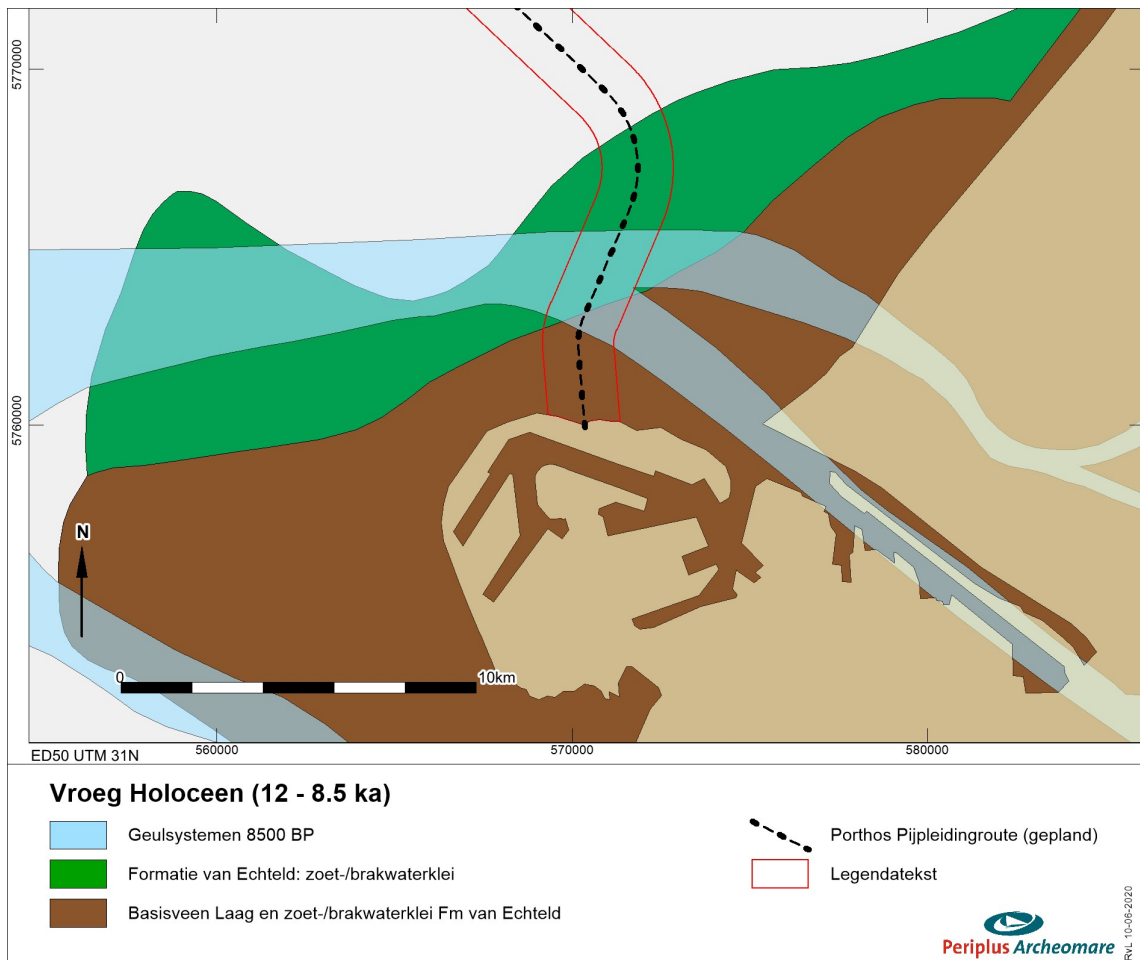 5770000
5760000
N
0
10km
ED50 UTM 31N
560000
570000
580000
Vroeg Holoceen (12 - 8.5 ka)
Geulsystemen 8500 BP
Formatie van Echteld: zoet-/brakwaterklei
Basisveen Laag en zoet-/brakwaterklei Fm van Echteld
Porthos Pijpleidingroute (gepland)
Legendatekst
Periplus Archeomare
RvL 10-06-2020